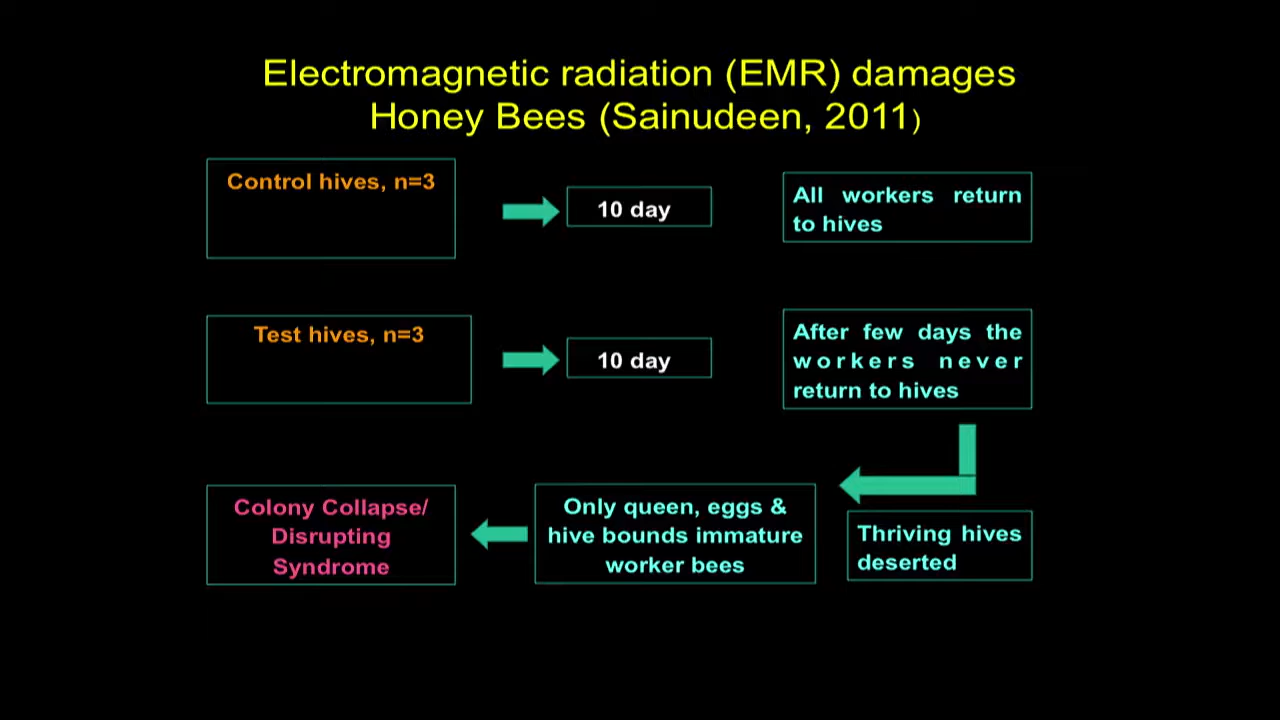 Electromagnetic radiation (EMR) damages
Honey Bees (Sainudeen, 2011)
Control hives, n=3
10 day
All workers return
to hives
Test hives, n=3
10 day
After few days the
workers never
return to hives
Colony Collapse/
Disrupting
Syndrome
Only queen, eggs &
hive bounds immature
worker bees
Thriving hives
deserted